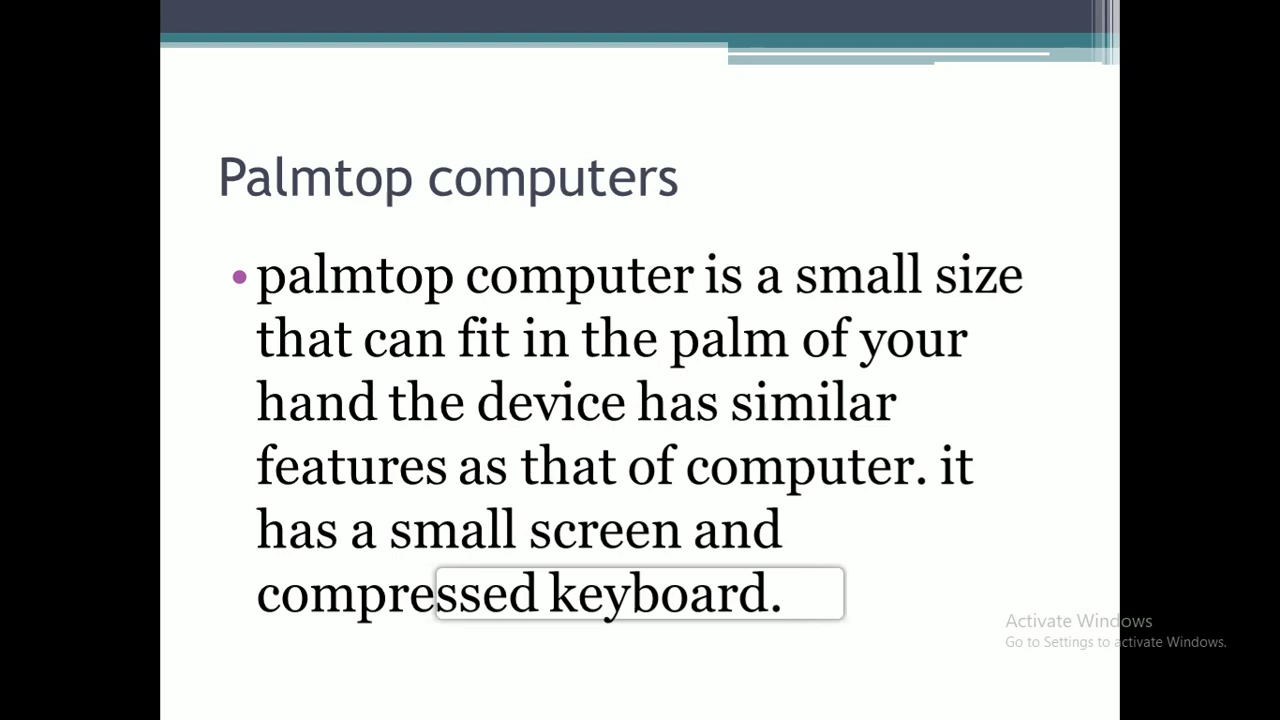 Palmtop computers
• palmtop computer is a small size
that can fit in the palm of your
hand the device has similar
features as that of computer. it
has a small screen and
compressed keyboard.
Activate Windows
Go to Settings to activate Windows.